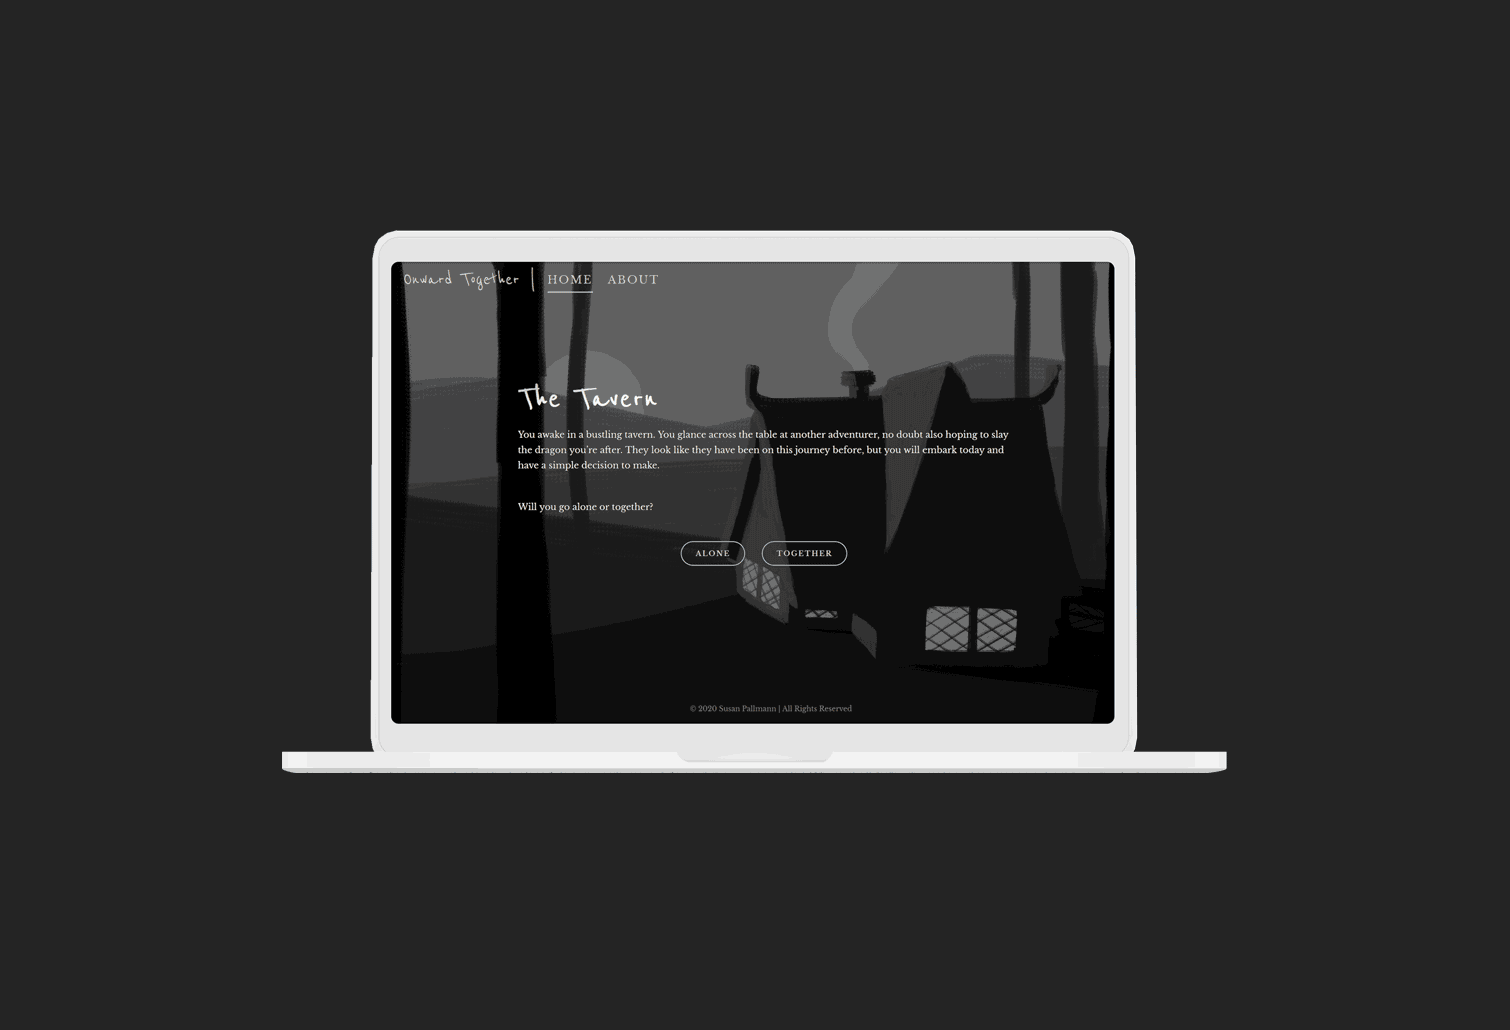 Onward Together | HOME ABOUT
The Tavern
You awake in a bustling tavern. You glance across the table at another adventurer, no doubt also hoping to slay
the dragon you're after. They look like they have been on this journey before, but you will embark today and
have a simple decision to make.
Will you go alone or together?
ALONE TOGETHER
© 2020 Susan Pallmann | All Rights Reserved